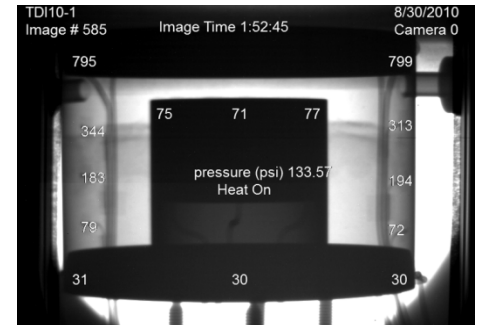 TDI10-1
8/30/2010
Image # 585
Image Time 1:52:45
Camera 0
795
799
75
71
77
344
313
183
194
pressure (psi) 133.57
Heat On
79
72
31
30
30